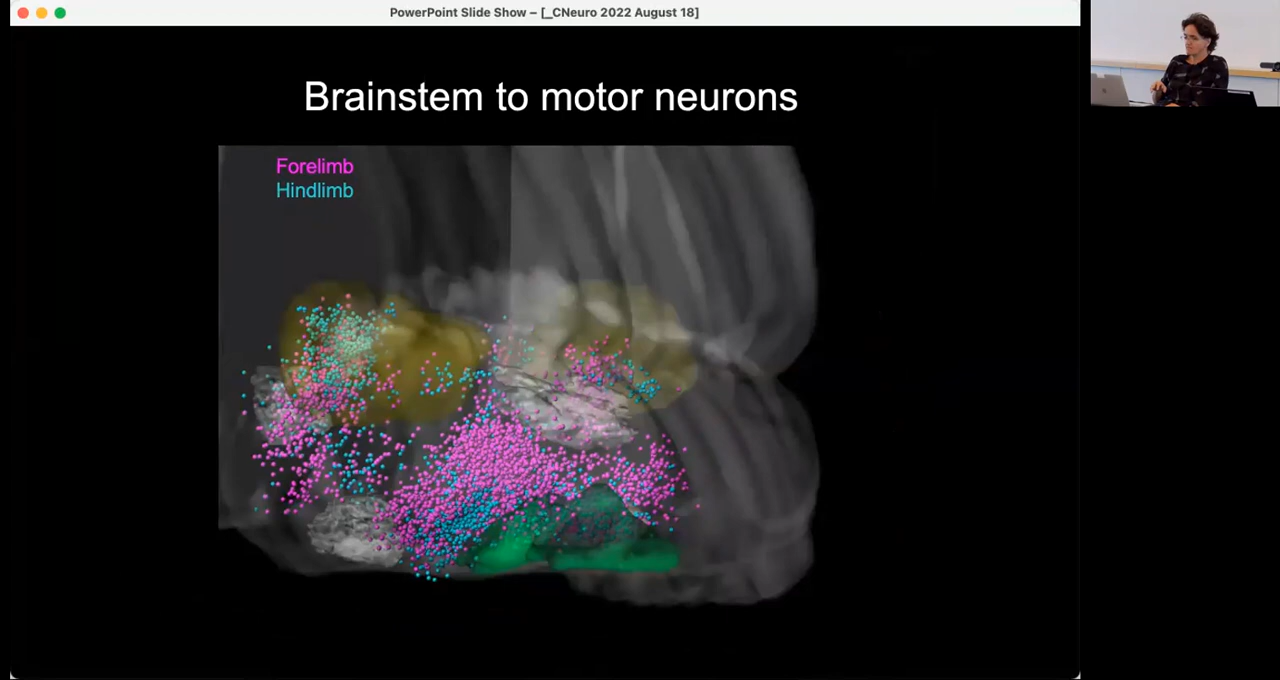 PowerPoint Slide Show – [_CNeuro 2022 August 18]
Brainstem to motor neurons
Forelimb
Hindlimb